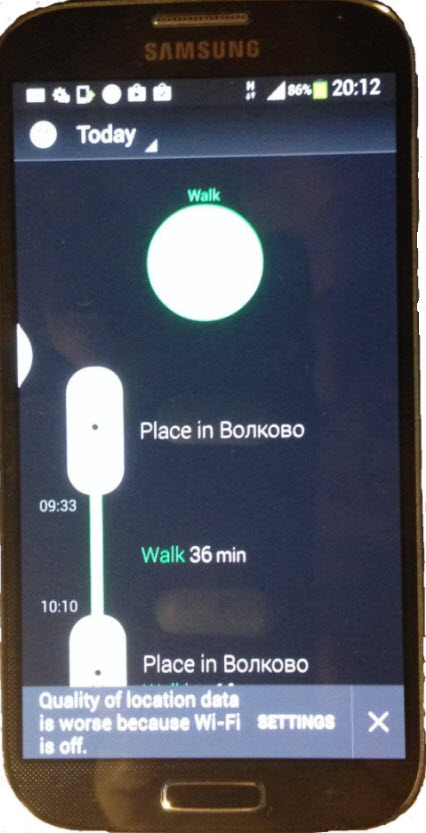 SAMSUNG
86% 20:12
Today
Walk
Place in Волково
09:33
Walk 36 min
10:10
Place in Волково
Quality of location data
is worse because Wi-Fi SETTINGS
is off.